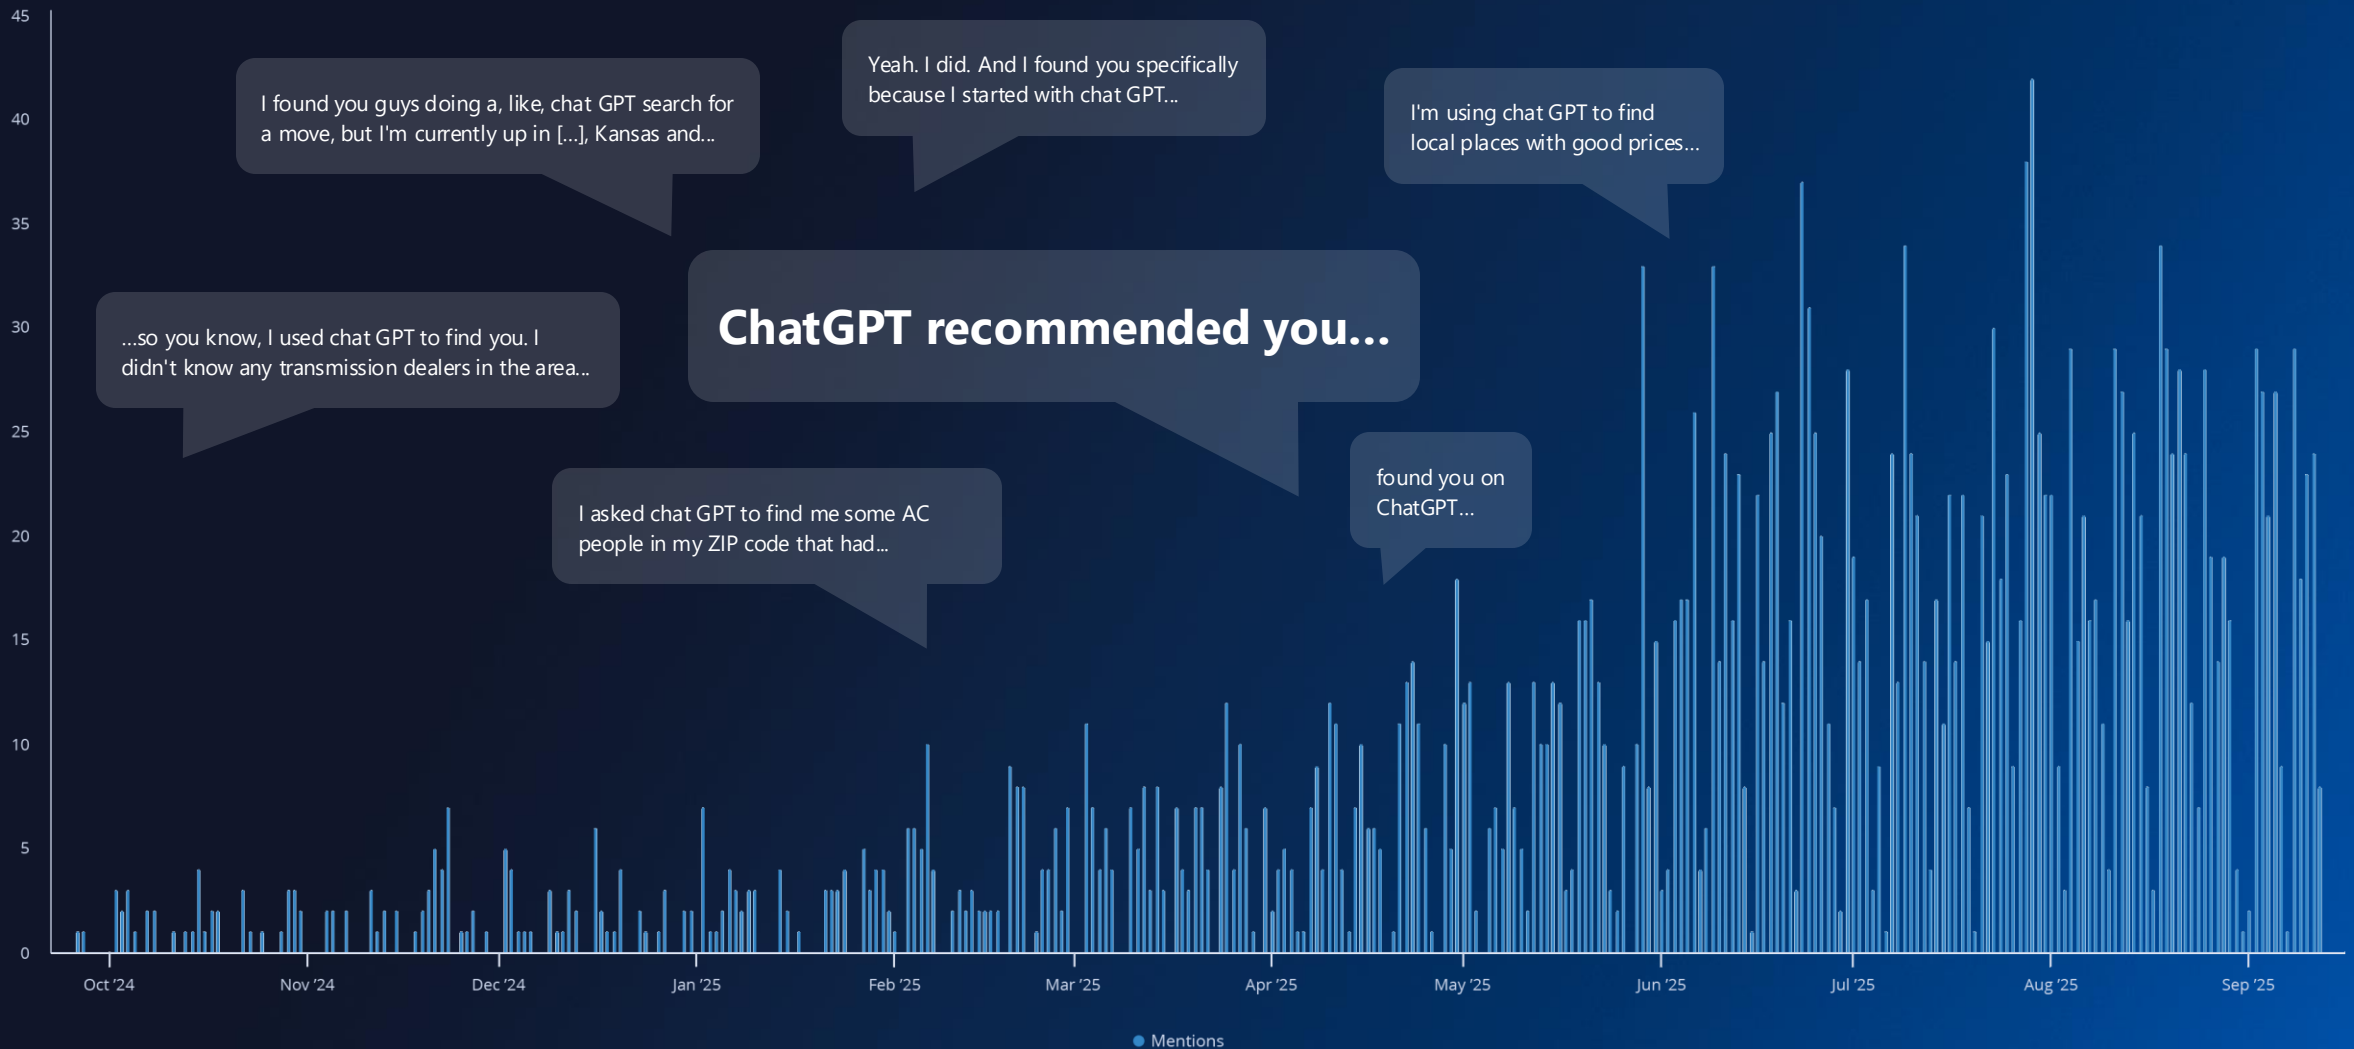 45
40
35
30
25
20
15
10
5
0
I found you guys doing a, like, chat GPT search for
a move, but I'm currently up in [...], Kansas and...
Yeah. I did. And I found you specifically
because I started with chat GPT...
I'm using chat GPT to find
local places with good prices...
...so you know, I used chat GPT to find you. I
didn't know any transmission dealers in the area...
ChatGPT recommended you...
I asked chat GPT to find me some AC
people in my ZIP code that had...
found you on
ChatGPT...
Oct '24 Nov '24 Dec '24 Jan '25 Feb '25 Mar '25 Apr '25 May '25 Jun '25 Jul '25 Aug '25 Sep '25
Mentions